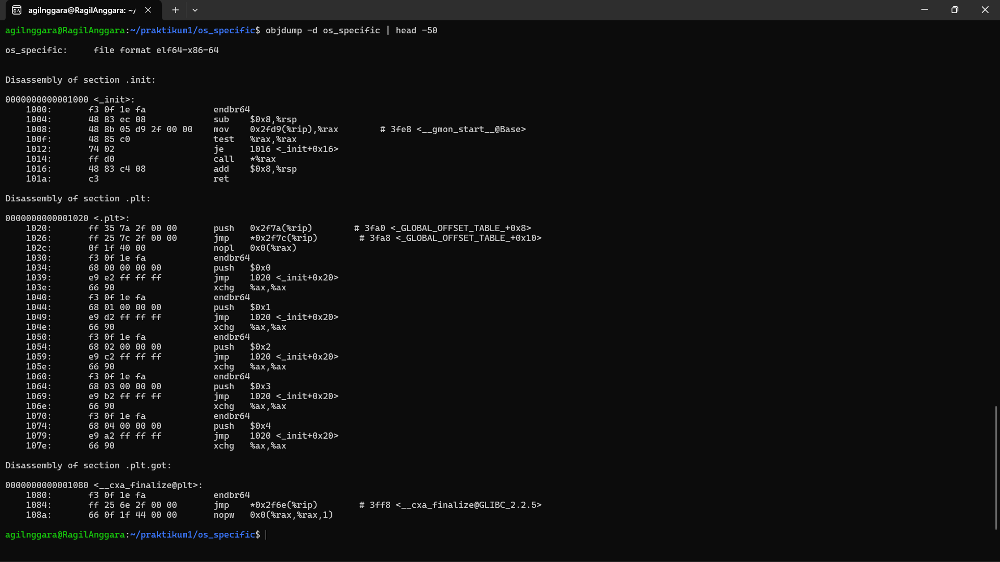 agilnggara@RagilAnggara: ~/
agilnggara@RagilAnggara:~/praktikum1/os_specific$ objdump -d os_specific | head -50
os_specific:     file format elf64-x86-64
Disassembly of section .init:
0000000000001000 <_init>:
    1000:       f3 0f 1e fa             endbr64
    1004:       48 83 ec 08             sub    $0x8,%rsp
    1008:       48 8b 05 d9 2f 00 00    mov    0x2fd9(%rip),%rax        # 3fe8 <__gmon_start__@Base>
    100f:       48 85 c0                test   %rax,%rax
    1012:       74 02                   je     1016 <_init+0x16>
    1014:       ff d0                   call   *%rax
    1016:       48 83 c4 08             add    $0x8,%rsp
    101a:       c3                      ret
Disassembly of section .plt:
0000000000001020 <.plt>:
    1020:       ff 35 7a 2f 00 00       push   0x2f7a(%rip)        # 3fa0 <_GLOBAL_OFFSET_TABLE_+0x8>
    1026:       ff 25 7c 2f 00 00       jmp    *0x2f7c(%rip)        # 3fa8 <_GLOBAL_OFFSET_TABLE_+0x10>
    102c:       0f 1f 40 00             nopl   0x0(%rax)
    1030:       f3 0f 1e fa             endbr64
    1034:       68 00 00 00 00          push   $0x0
    1039:       e9 e2 ff ff ff          jmp    1020 <_init+0x20>
    103e:       66 90                   xchg   %ax,%ax
    1040:       f3 0f 1e fa             endbr64
    1044:       68 01 00 00 00          push   $0x1
    1049:       e9 d2 ff ff ff          jmp    1020 <_init+0x20>
    104e:       66 90                   xchg   %ax,%ax
    1050:       f3 0f 1e fa             endbr64
    1054:       68 02 00 00 00          push   $0x2
    1059:       e9 c2 ff ff ff          jmp    1020 <_init+0x20>
    105e:       66 90                   xchg   %ax,%ax
    1060:       f3 0f 1e fa             endbr64
    1064:       68 03 00 00 00          push   $0x3
    1069:       e9 b2 ff ff ff          jmp    1020 <_init+0x20>
    106e:       66 90                   xchg   %ax,%ax
    1070:       f3 0f 1e fa             endbr64
    1074:       68 04 00 00 00          push   $0x4
    1079:       e9 a2 ff ff ff          jmp    1020 <_init+0x20>
    107e:       66 90                   xchg   %ax,%ax
Disassembly of section .plt.got:
0000000000001080 <__cxa_finalize@plt>:
    1080:       f3 0f 1e fa             endbr64
    1084:       ff 25 6e 2f 00 00       jmp    *0x2f6e(%rip)        # 3ff8 <__cxa_finalize@GLIBC_2.2.5>
    108a:       66 0f 1f 44 00 00       nopw   0x0(%rax,%rax,1)
agilnggara@RagilAnggara:~/praktikum1/os_specific$